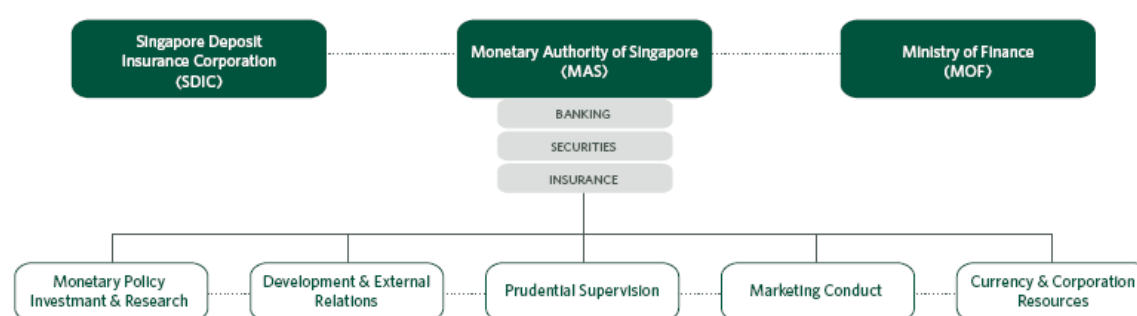 Singapore Deposit
Insurance Corporation
(SDIC)
Monetary Authority of Singapore
(MAS)
Ministry of Finance
(MOF)
BANKING
SECURITIES
INSURANCE
Monetary Policy
Investmant & Research
Development & External
Relations
Prudential Supervision
Marketing Conduct
Currency & Corporation
Resources